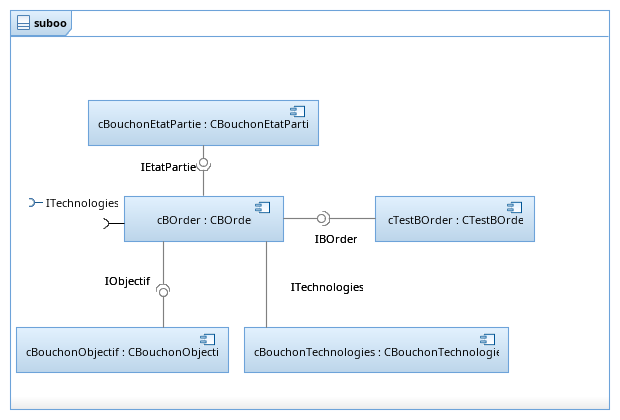 suboo
cBouchonEtatPartie : CBouchonEtatParti
IEtatPartie
ITechnologies
cBOrder : CBOrde
cTestBOrder : CTestBOrde
IBOrder
IObjectif
ITechnologies
cBouchonObjectif : CBouchonObjecti
cBouchonTechnologies : CBouchonTechnologie